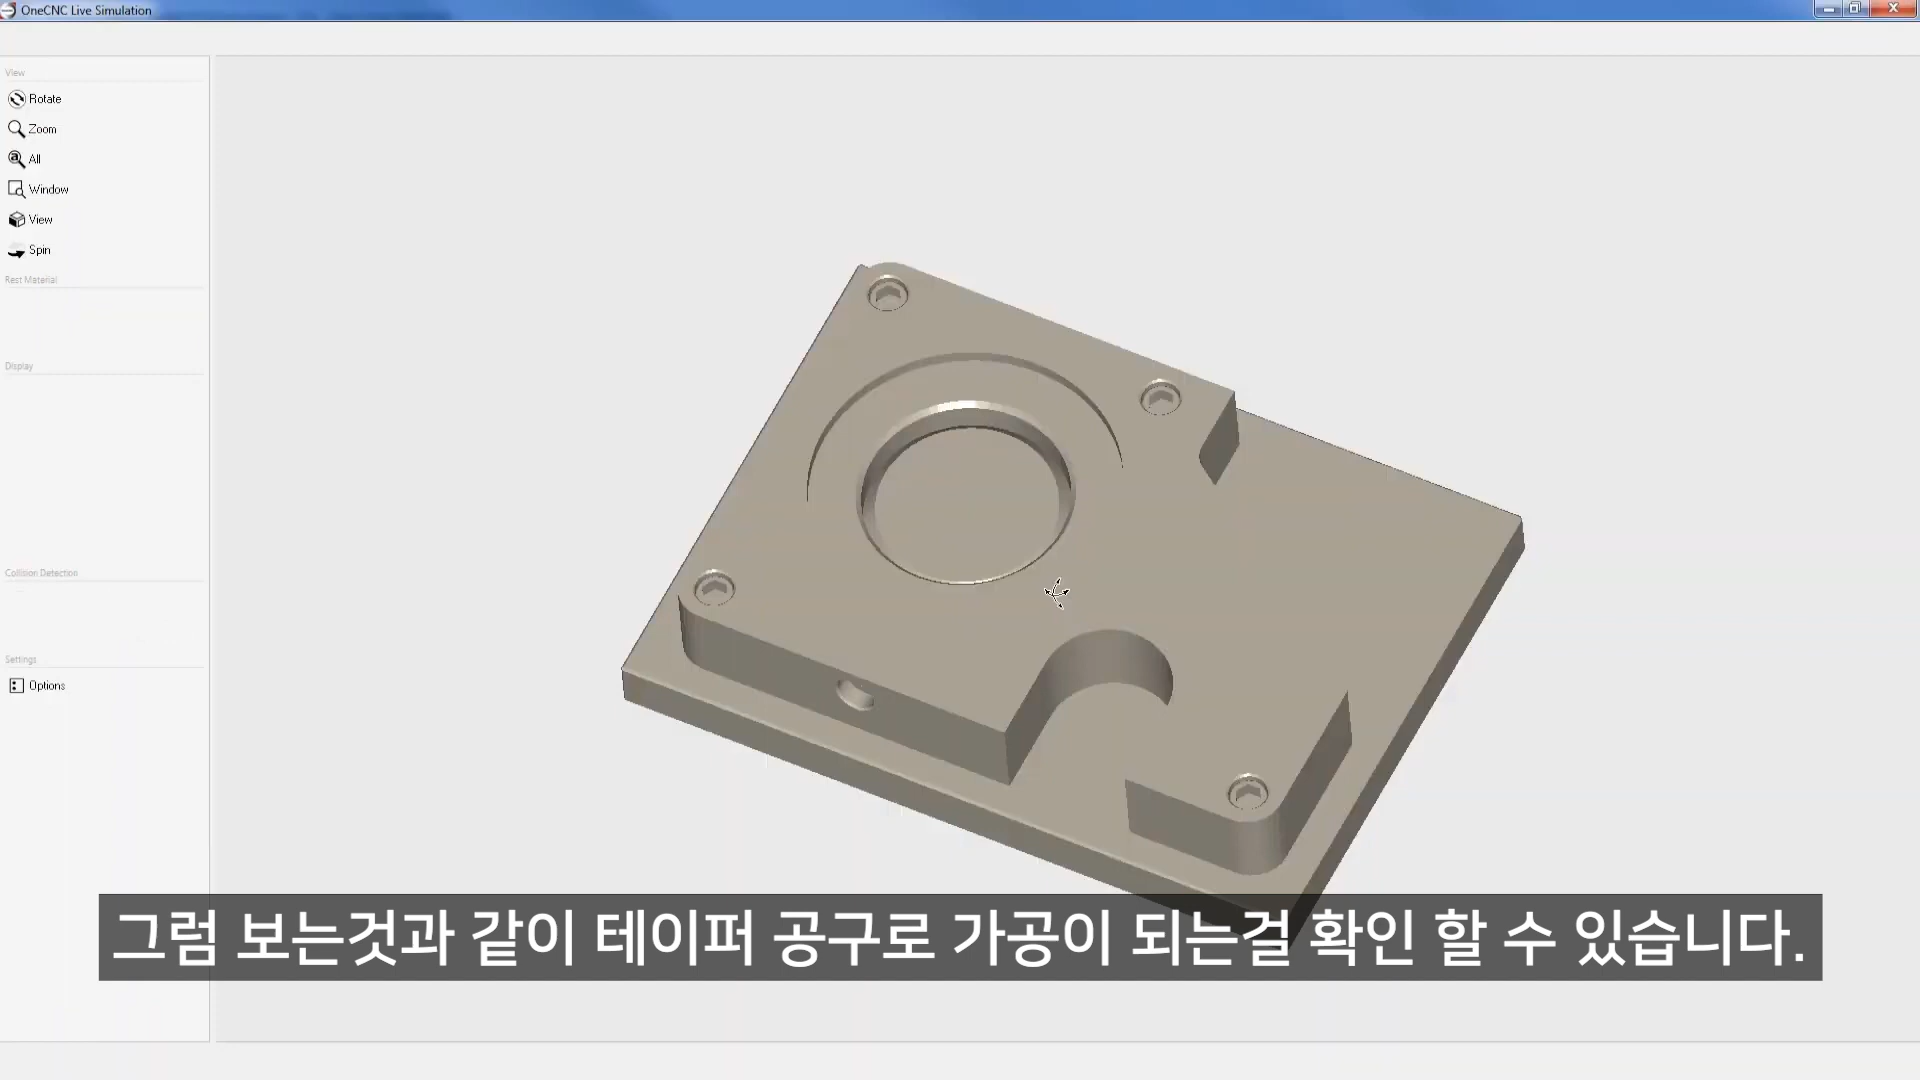 OneCNC Live Simulation
View
Rotate
Zoom
All
Window
View
Spin
Rest Material
Display
Collision Detection
Settings
Options
그럼 보는것과 같이 테이퍼 공구로 가공이 되는걸 확인 할 수 있습니다.